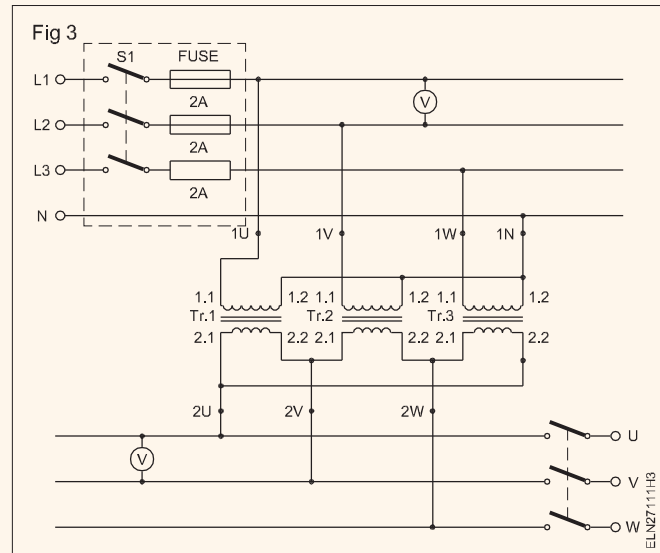 Fig 3
S1 FUSE
L1
2A
L2
2A
L3
2A
N
1U 1V 1W 1N
1.1 1.2 1.1 1.2 1.1 1.2
Tr.1 Tr.2 Tr.3
2.1 2.2 2.1 2.2 2.1 2.2
2U 2V 2W
V
V
U
V
W
ELN27111H3